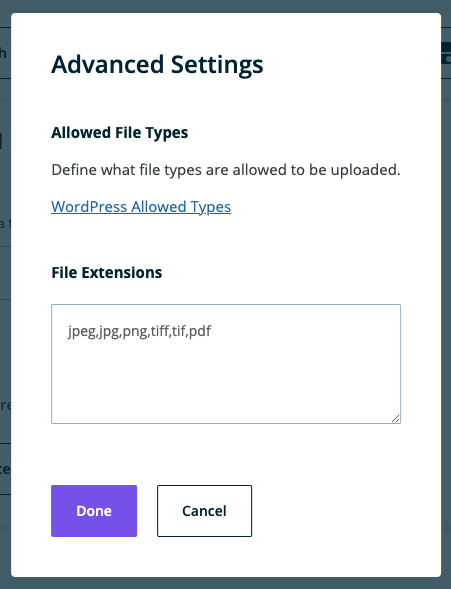 Advanced Settings
Allowed File Types
Define what file types are allowed to be uploaded.
WordPress Allowed Types
File Extensions
jpeg,jpg,png,tiff,tif,pdf
Done
Cancel